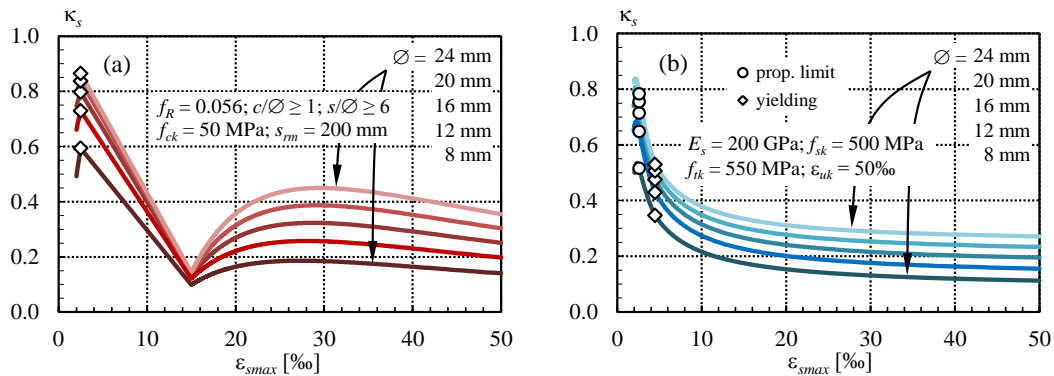 κs
(a)
∅ = 24 mm
20 mm
16 mm
12 mm
8 mm
fR = 0.056; c/∅ ≥ 1; s/∅ ≥ 6
fck = 50 MPa; srm = 200 mm
1.0
0.8
0.6
0.4
0.2
0.0
0 10 20 30 40 50
εsmax [‰]
κs
(b)
prop. limit
yielding
∅ = 24 mm
20 mm
16 mm
12 mm
8 mm
Es = 200 GPa; fsk = 500 MPa
ftk = 550 MPa; εuk = 50‰
1.0
0.8
0.6
0.4
0.2
0.0
0 10 20 30 40 50
εsmax [‰]